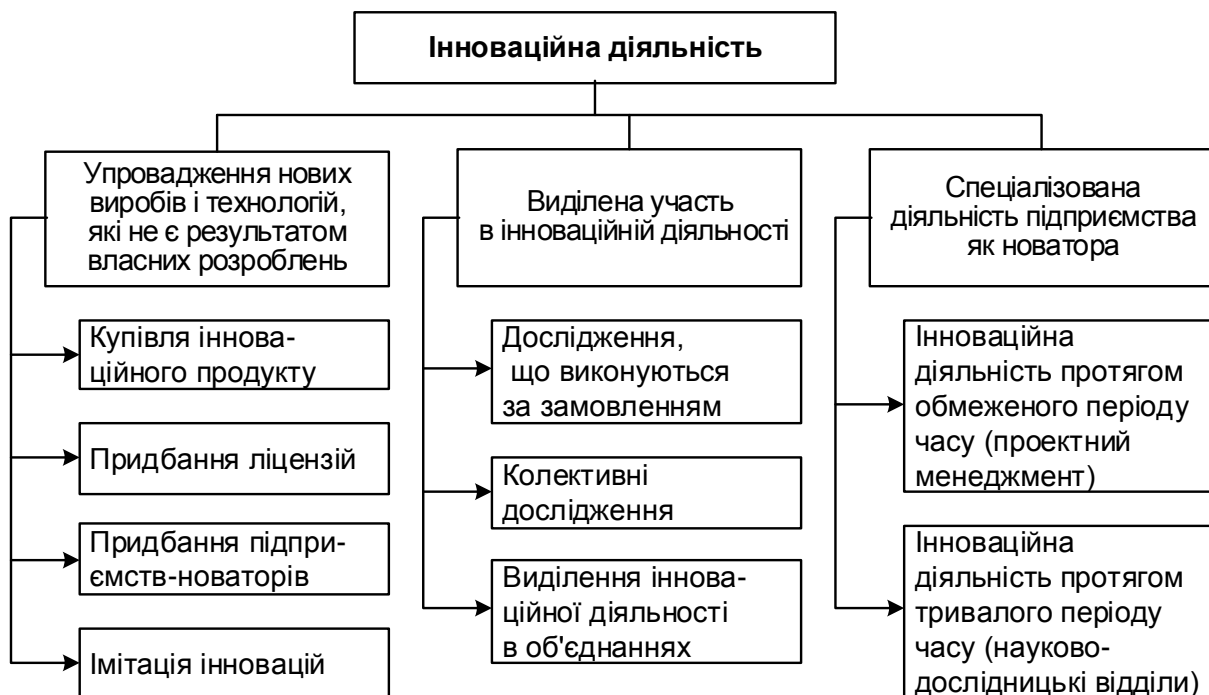 Інноваційна діяльність
Упровадження нових
виробів і технологій,
які не є результатом
власних розроблень
Купівля іннова-
ційного продукту
Придбання ліцензій
Придбання підпри-
ємств-новаторів
Імітація інновацій
Виділена участь
в інноваційній діяльності
Дослідження,
що виконуються
за замовленням
Колективні
дослідження
Виділення іннова-
ційної діяльності
в об'єднаннях
Спеціалізована
діяльність підприємства
як новатора
Інноваційна
діяльність протягом
обмеженого періоду
часу (проектний
менеджмент)
Інноваційна
діяльність протягом
тривалого періоду
часу (науково-
дослідницькі відділи)